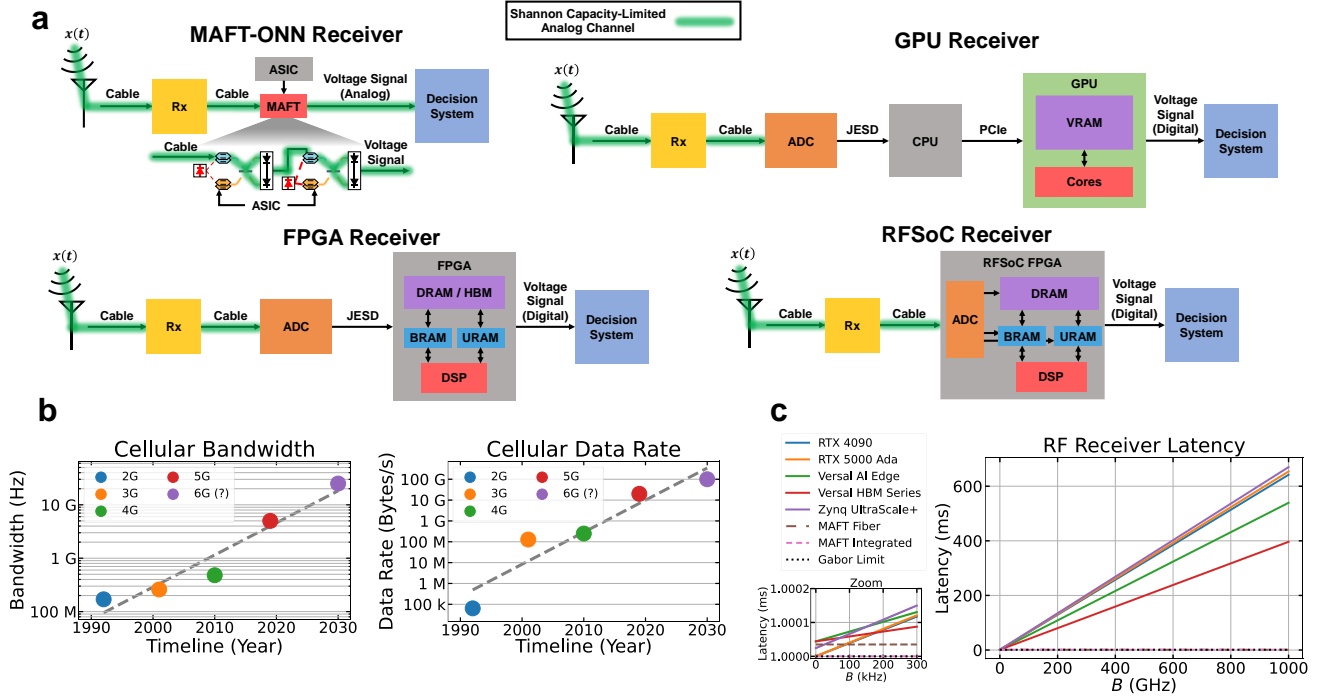 a
Shannon Capacity-Limited
Analog Channel
MAFT-ONN Receiver
x(t)
Cable
Rx
Cable
ASIC
MAFT
Voltage Signal
(Analog)
Decision
System
Cable
Voltage
Signal
ASIC
GPU Receiver
x(t)
Cable
Rx
Cable
ADC
JESD
CPU
PCIe
GPU
VRAM
Cores
Voltage
Signal
(Digital)
Decision
System
FPGA Receiver
x(t)
Cable
Rx
Cable
ADC
JESD
FPGA
DRAM / HBM
BRAM
URAM
DSP
Voltage
Signal
(Digital)
Decision
System
RFSoC Receiver
x(t)
Cable
Rx
Cable
RFSoC FPGA
ADC
DRAM
BRAM
URAM
DSP
Voltage
Signal
(Digital)
Decision
System
b
Cellular Bandwidth
Bandwidth (Hz)
10 G
1 G
100 M
2G
3G
4G
5G
6G (?)
1990 2000 2010 2020 2030
Timeline (Year)
Cellular Data Rate
Data Rate (Bytes/s)
100 G
10 G
1 G
100 M
10 M
1 M
100 k
2G
3G
4G
5G
6G (?)
1990 2000 2010 2020 2030
Timeline (Year)
c
RTX 4090
RTX 5000 Ada
Versal AI Edge
Versal HBM Series
Zynq UltraScale+
MAFT Fiber
MAFT Integrated
Gabor Limit
Zoom
Latency (ms)
1.0002
1.0001
1.0000
0 100 200 300
B (kHz)
RF Receiver Latency
Latency (ms)
600
400
200
0
0 200 400 600 800 1000
B (GHz)